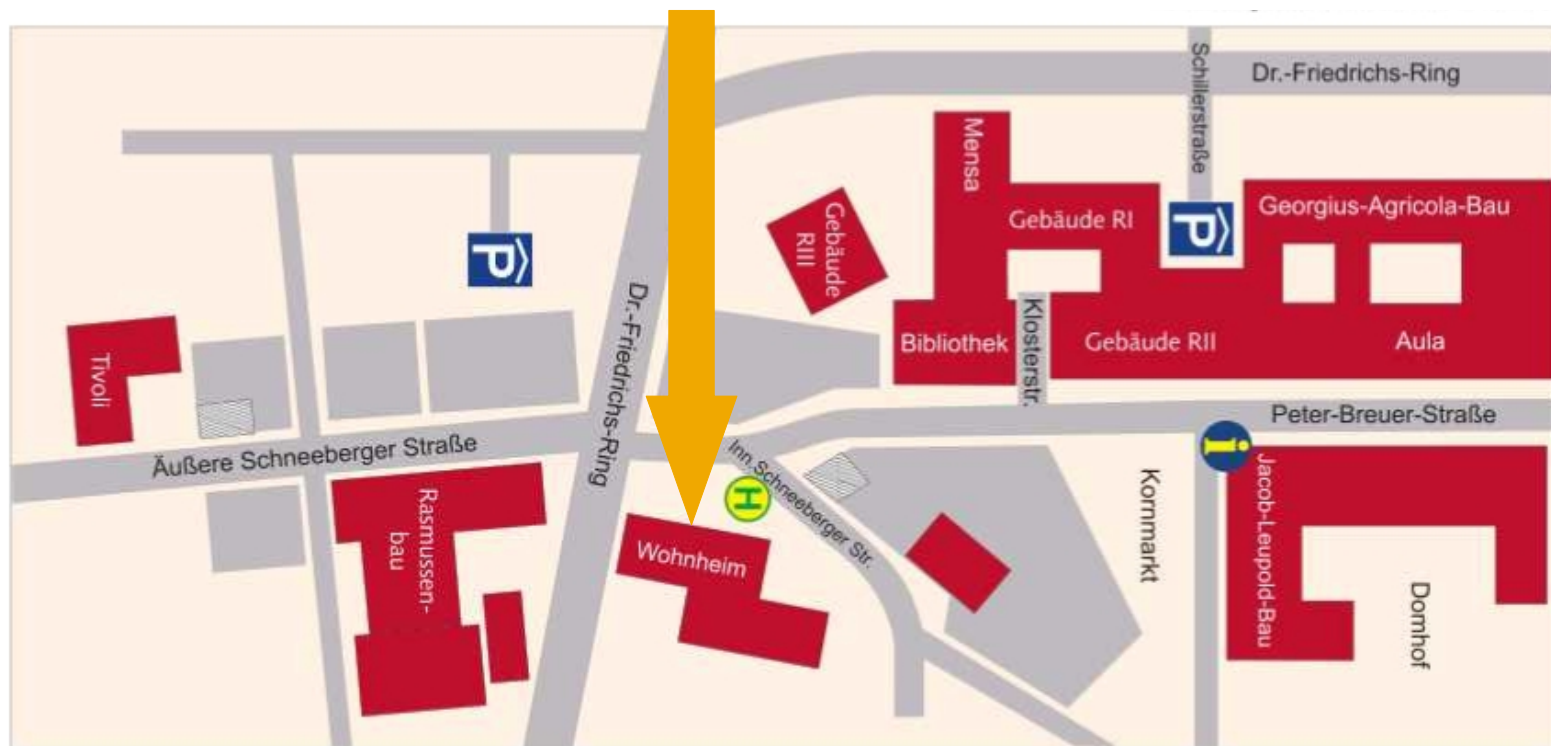 Dr.-Friedrichs-Ring
Schillerstraße
Mensa
Georgius-Agricola-Bau
Gebäude RI
P
Gebäude
RIII
P
Dr.-Friedrichs-Ring
Klosterstr.
Bibliothek
Gebäude RII
Aula
Tivoli
Peter-Breuer-Straße
Äußere Schneeberger Straße
i
Inn. Schneeberger Str.
H
Rasmussen-
bau
Wohnheim
Kornmarkt
Jacob-Leupold-Bau
Domhof